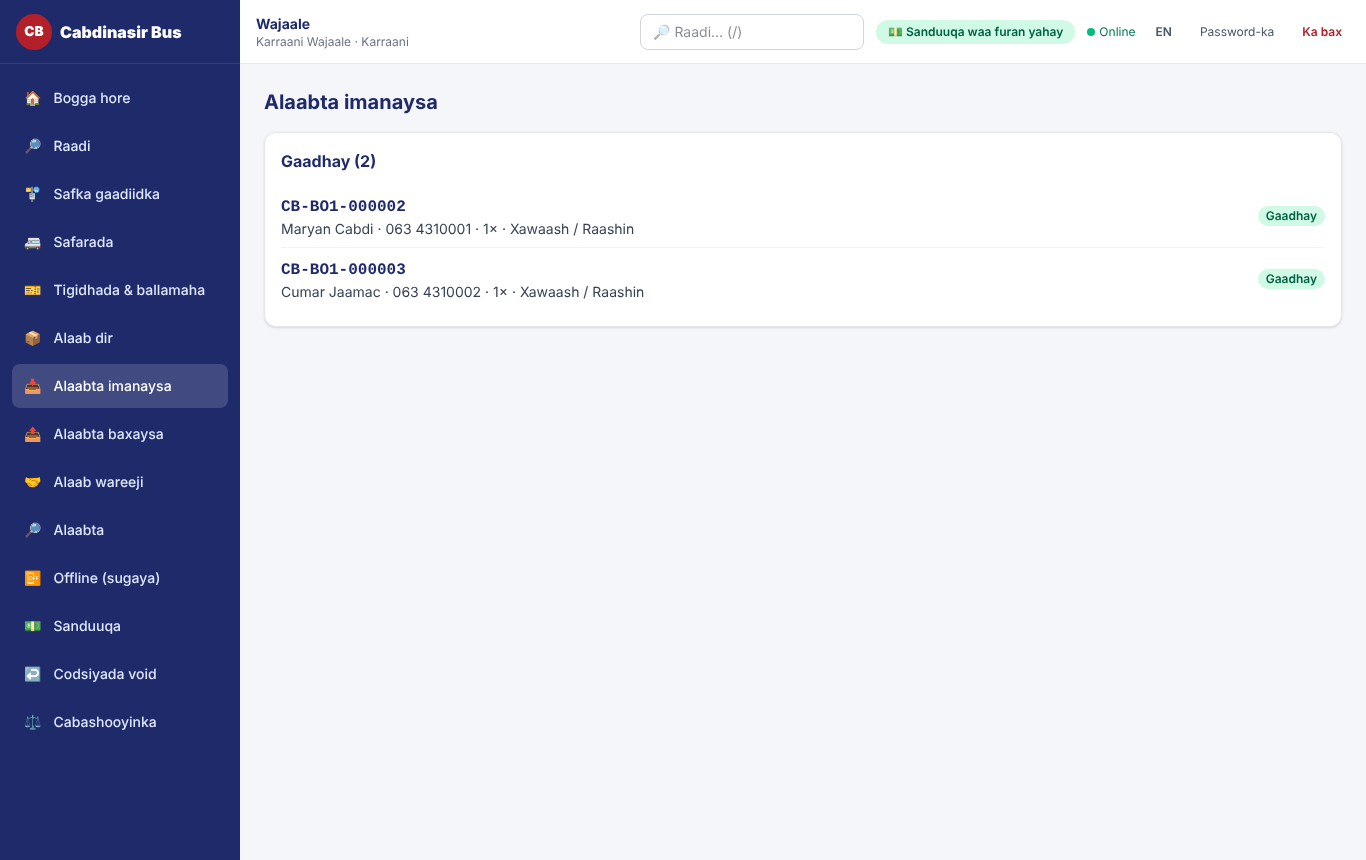 CB Cabdinasir Bus
Bogga hore
Raadi
Safka gaadiidka
Safarada
Tigidhada & ballamaha
Alaab dir
Alaabta imanaysa
Alaabta baxaysa
Alaab wareeji
Alaabta
Offline (sugaya)
Sanduuqa
Codsiyada void
Cabashooyinka
Wajaale
Karraani Wajaale · Karraani
Raadi... (/)
Sanduuqa waa furan yahay
Online
EN
Password-ka
Ka bax
Alaabta imanaysa
Gaadhay (2)
CB-BO1-000002
Maryan Cabdi · 063 4310001 · 1× · Xawaash / Raashin
Gaadhay
CB-BO1-000003
Cumar Jaamac · 063 4310002 · 1× · Xawaash / Raashin
Gaadhay